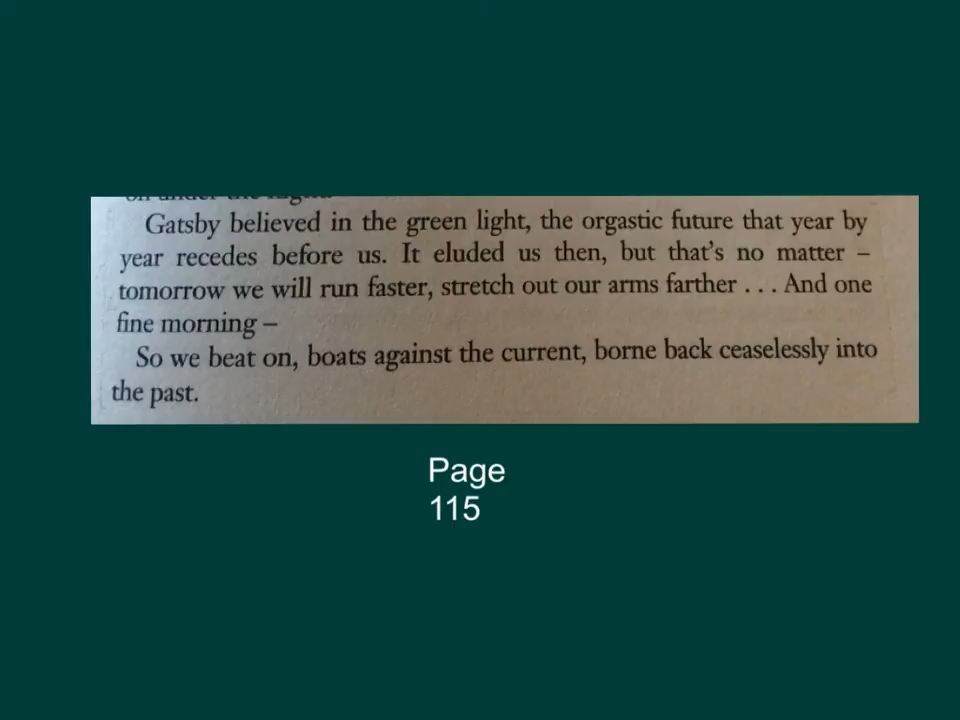 Gatsby believed in the green light, the orgastic future that year by
year recedes before us. It eluded us then, but that's no matter –
tomorrow we will run faster, stretch out our arms farther . . . And one
fine morning –
So we beat on, boats against the current, borne back ceaselessly into
the past.
Page
115